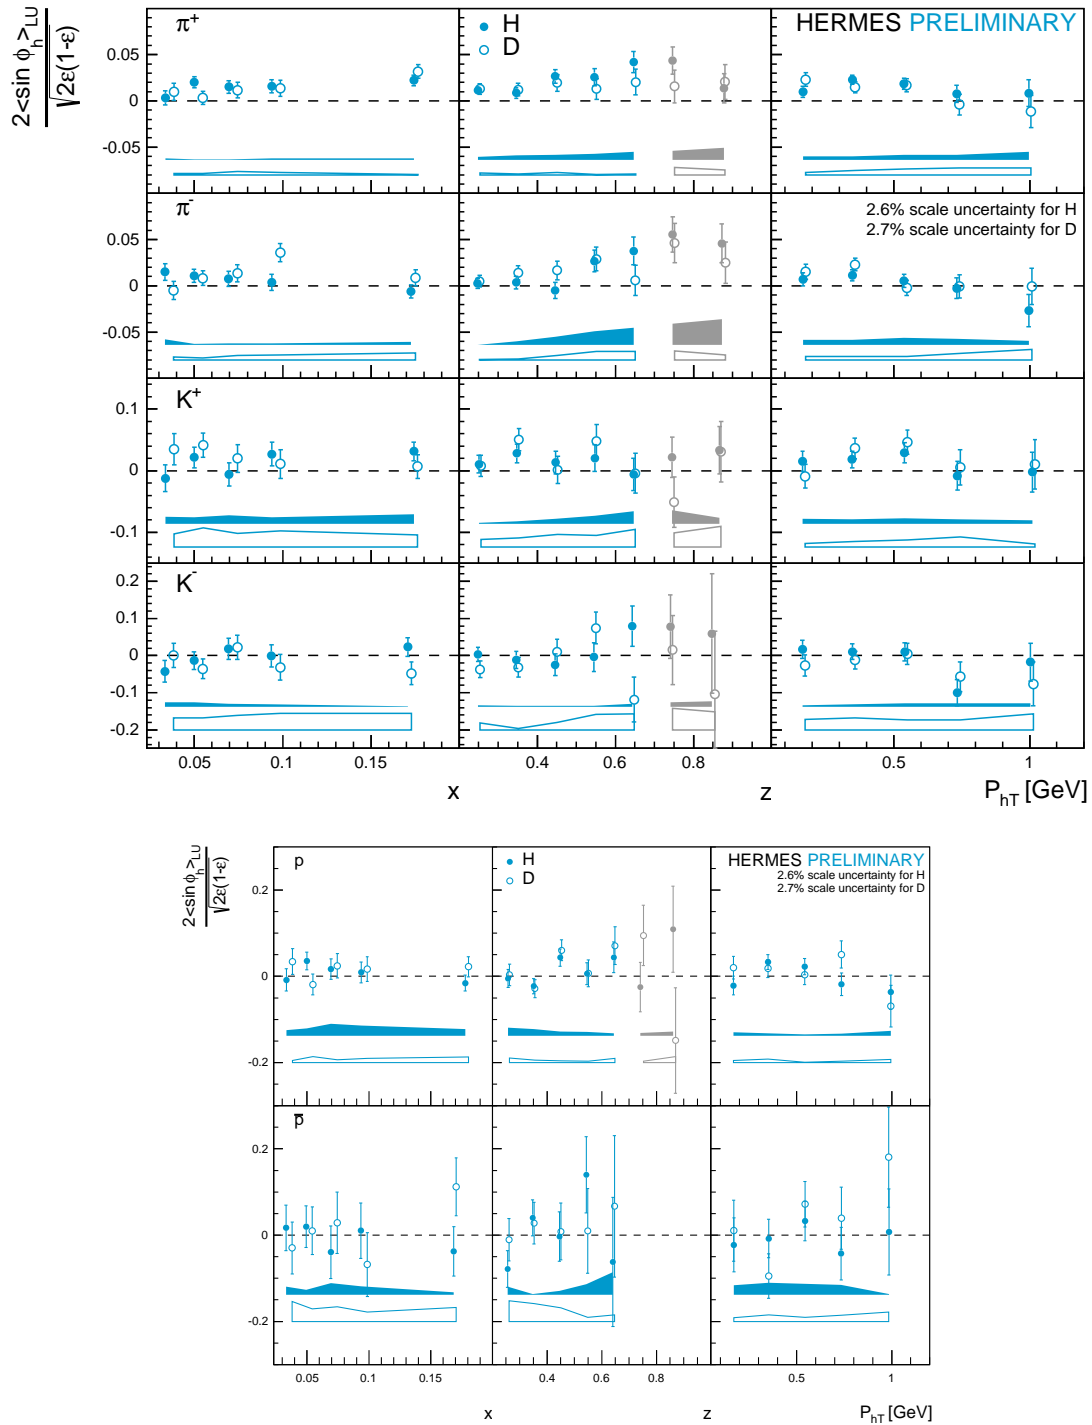 2<sin ϕh>LU
√2ε(1-ε)
π+
H
D
HERMES PRELIMINARY
0.05
0
-0.05
π-
2.6% scale uncertainty for H
2.7% scale uncertainty for D
0.05
0
-0.05
K+
0.1
0
-0.1
K-
0.2
0.1
0
-0.1
-0.2
0.05 0.1 0.15 0.4 0.6 0.8 0.5 1
x z PhT [GeV]
2<sin ϕh>LU
√2ε(1-ε)
p
H
D
HERMES PRELIMINARY
2.6% scale uncertainty for H
2.7% scale uncertainty for D
0.2
0
-0.2
p̅
0.2
0
-0.2
0.05 0.1 0.15 0.2 0.4 0.6 0.8 0.5 1
x z PhT [GeV]